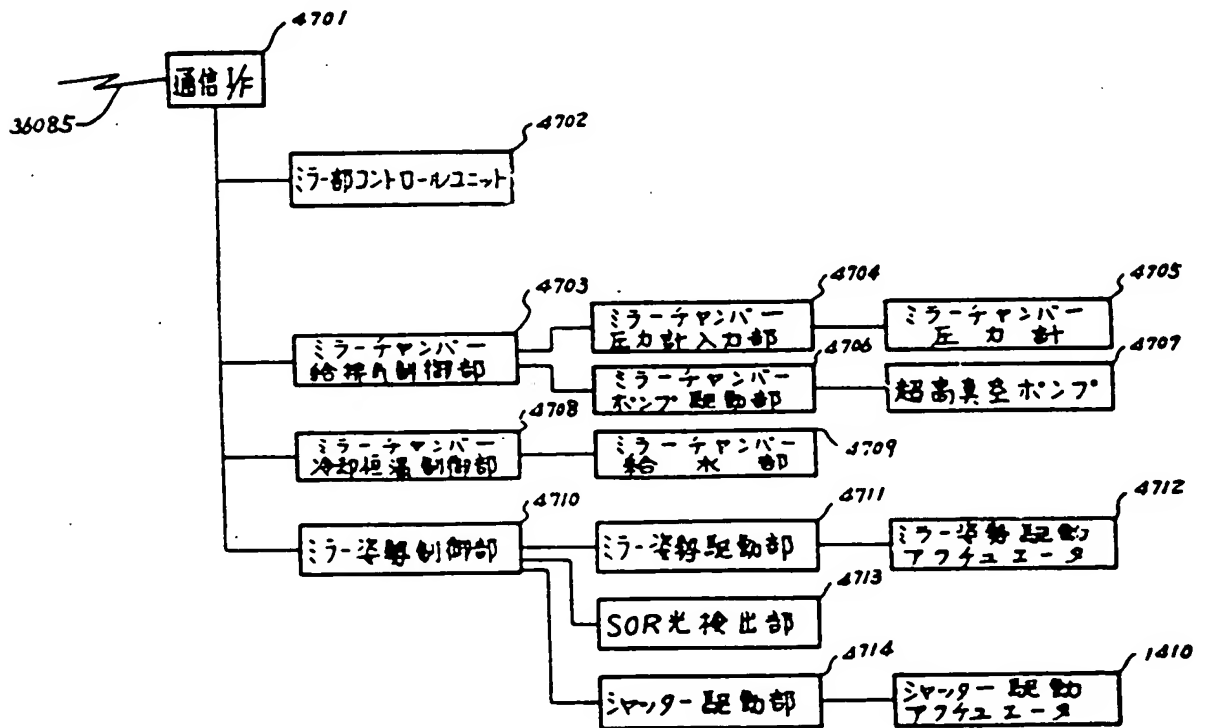 4701
通信 I/F
36085
4702
ミラー部コントロールユニット
4703
ミラーチャンバー
給排気制御部
4704
ミラーチャンバー
圧力計入力部
4705
ミラーチャンバー
圧力計
4706
ミラーチャンバー
ポンプ駆動部
4707
超高真空ポンプ
4708
ミラーチャンバー
冷却恒温制御部
4709
ミラーチャンバー
給水部
4710
ミラー姿勢制御部
4711
ミラー姿勢駆動部
4712
ミラー姿勢駆動
アクチュエータ
4713
SOR光検出部
4714
シャッター駆動部
1410
シャッター駆動
アクチュエータ